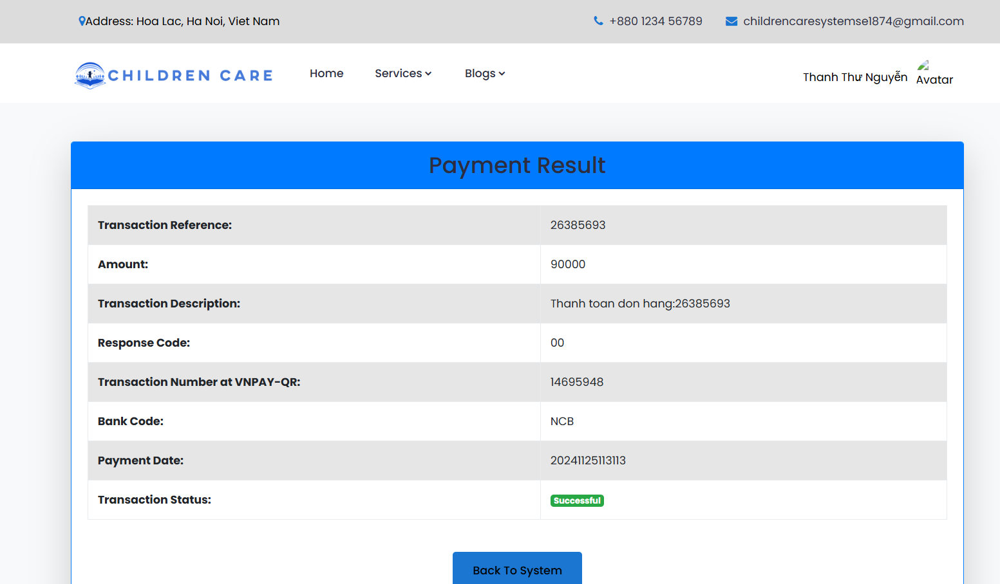 Address: Hoa Lac, Ha Noi, Viet Nam +880 1234 56789 childrencaresystemse1874@gmail.com
CHILDREN CARE Home Services Blogs Thanh Thư Nguyễn Avatar
Payment Result
Transaction Reference: 26385693
Amount: 90000
Transaction Description: Thanh toan don hang:26385693
Response Code: 00
Transaction Number at VNPAY-QR: 14695948
Bank Code: NCB
Payment Date: 20241125113113
Transaction Status: Successful
Back To System